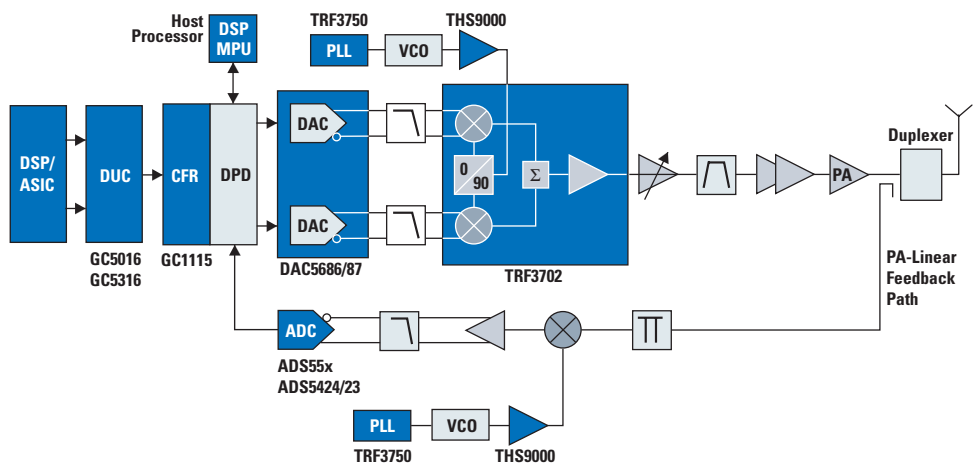 Host
Processor
DSP
MPU
TRF3750
PLL
VCO
THS9000
DSP/
ASIC
DUC
GC5016
GC5316
CFR
DPD
GC1115
DAC
DAC
DAC5686/87
0
90
Σ
TRF3702
PA
Duplexer
PA-Linear
Feedback
Path
ADC
ADS55x
ADS5424/23
PLL
TRF3750
VCO
THS9000